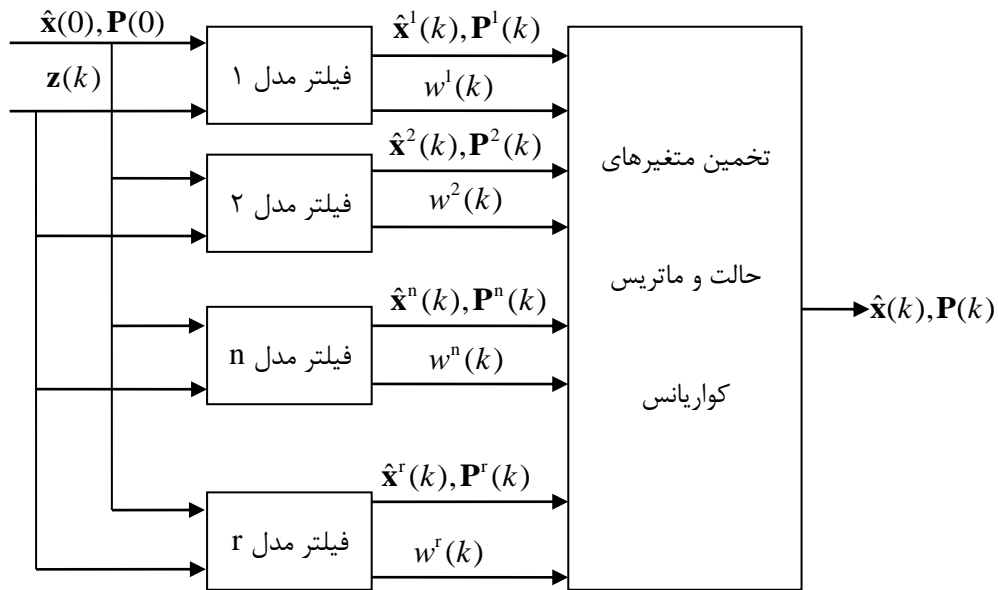 x̂(0), P(0)
z(k)
فیلتر مدل ۱
x̂¹(k), P¹(k)
w¹(k)
فیلتر مدل ۲
x̂²(k), P²(k)
w²(k)
فیلتر مدل n
x̂ⁿ(k), Pⁿ(k)
wⁿ(k)
فیلتر مدل r
x̂ʳ(k), Pʳ(k)
wʳ(k)
تخمین متغیرهای
حالت و ماتریس
کواریانس
x̂(k), P(k)